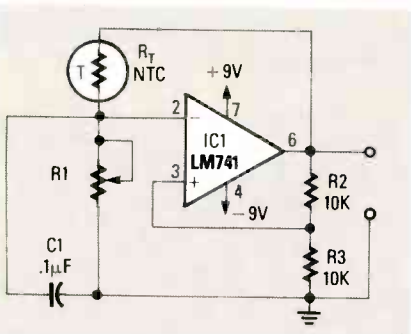 R_T
NTC
T
+9V
2
7
IC1
LM741
6
R1
3
4
-9V
R2
10K
C1
.1µF
R3
10K
-
+